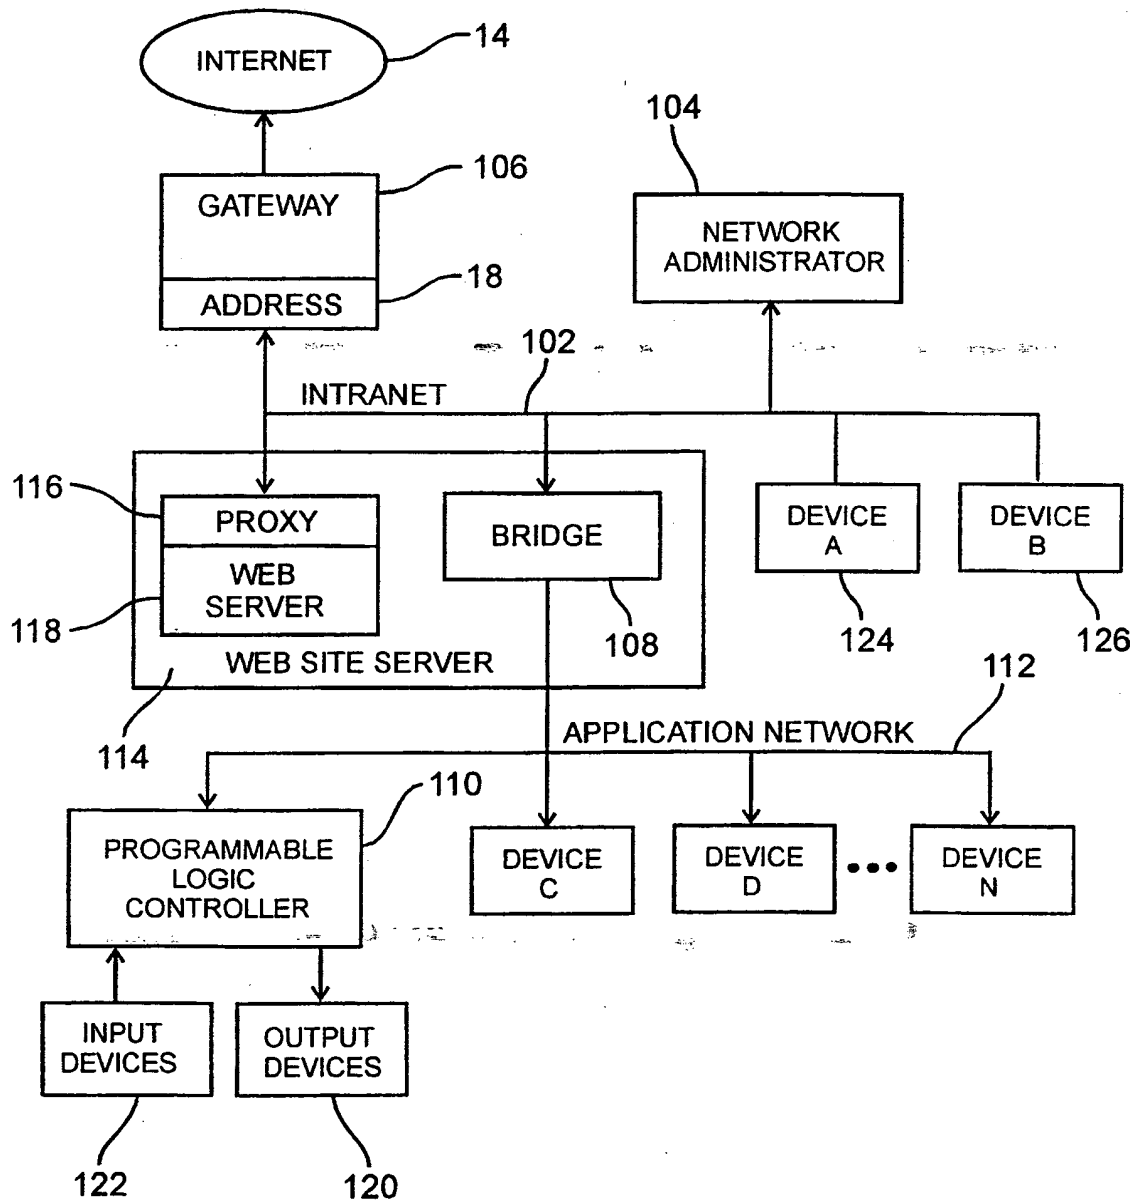 INTERNET
14
104
106
GATEWAY
NETWORK
ADMINISTRATOR
18
ADDRESS
102
INTRANET
116
PROXY
BRIDGE
DEVICE
A
DEVICE
B
WEB
SERVER
118
108
124
126
WEB SITE SERVER
112
114
APPLICATION NETWORK
110
PROGRAMMABLE
LOGIC
CONTROLLER
DEVICE
C
DEVICE
D
DEVICE
N
INPUT
DEVICES
OUTPUT
DEVICES
122
120